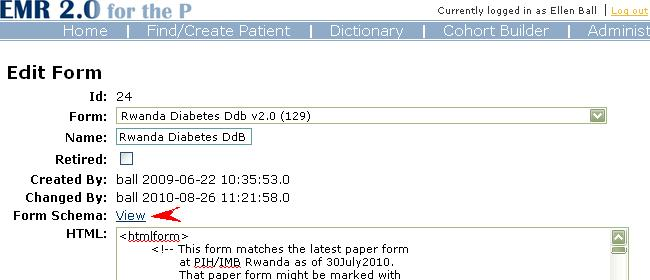 EMR 2.0 for the P
Currently logged in as Ellen Ball | Log out
Home | Find/Create Patient | Dictionary | Cohort Builder | Administ
Edit Form
Id: 24
Form: Rwanda Diabetes Ddb v2.0 (129)
Name: Rwanda Diabetes DdB
Retired:
Created By: ball 2009-06-22 10:35:53.0
Changed By: ball 2010-08-26 11:21:58.0
Form Schema: View
HTML: <htmlform>
<!-- This form matches the latest paper form
at PIH/IMB Rwanda as of 30July2010.
That paper form might be marked with